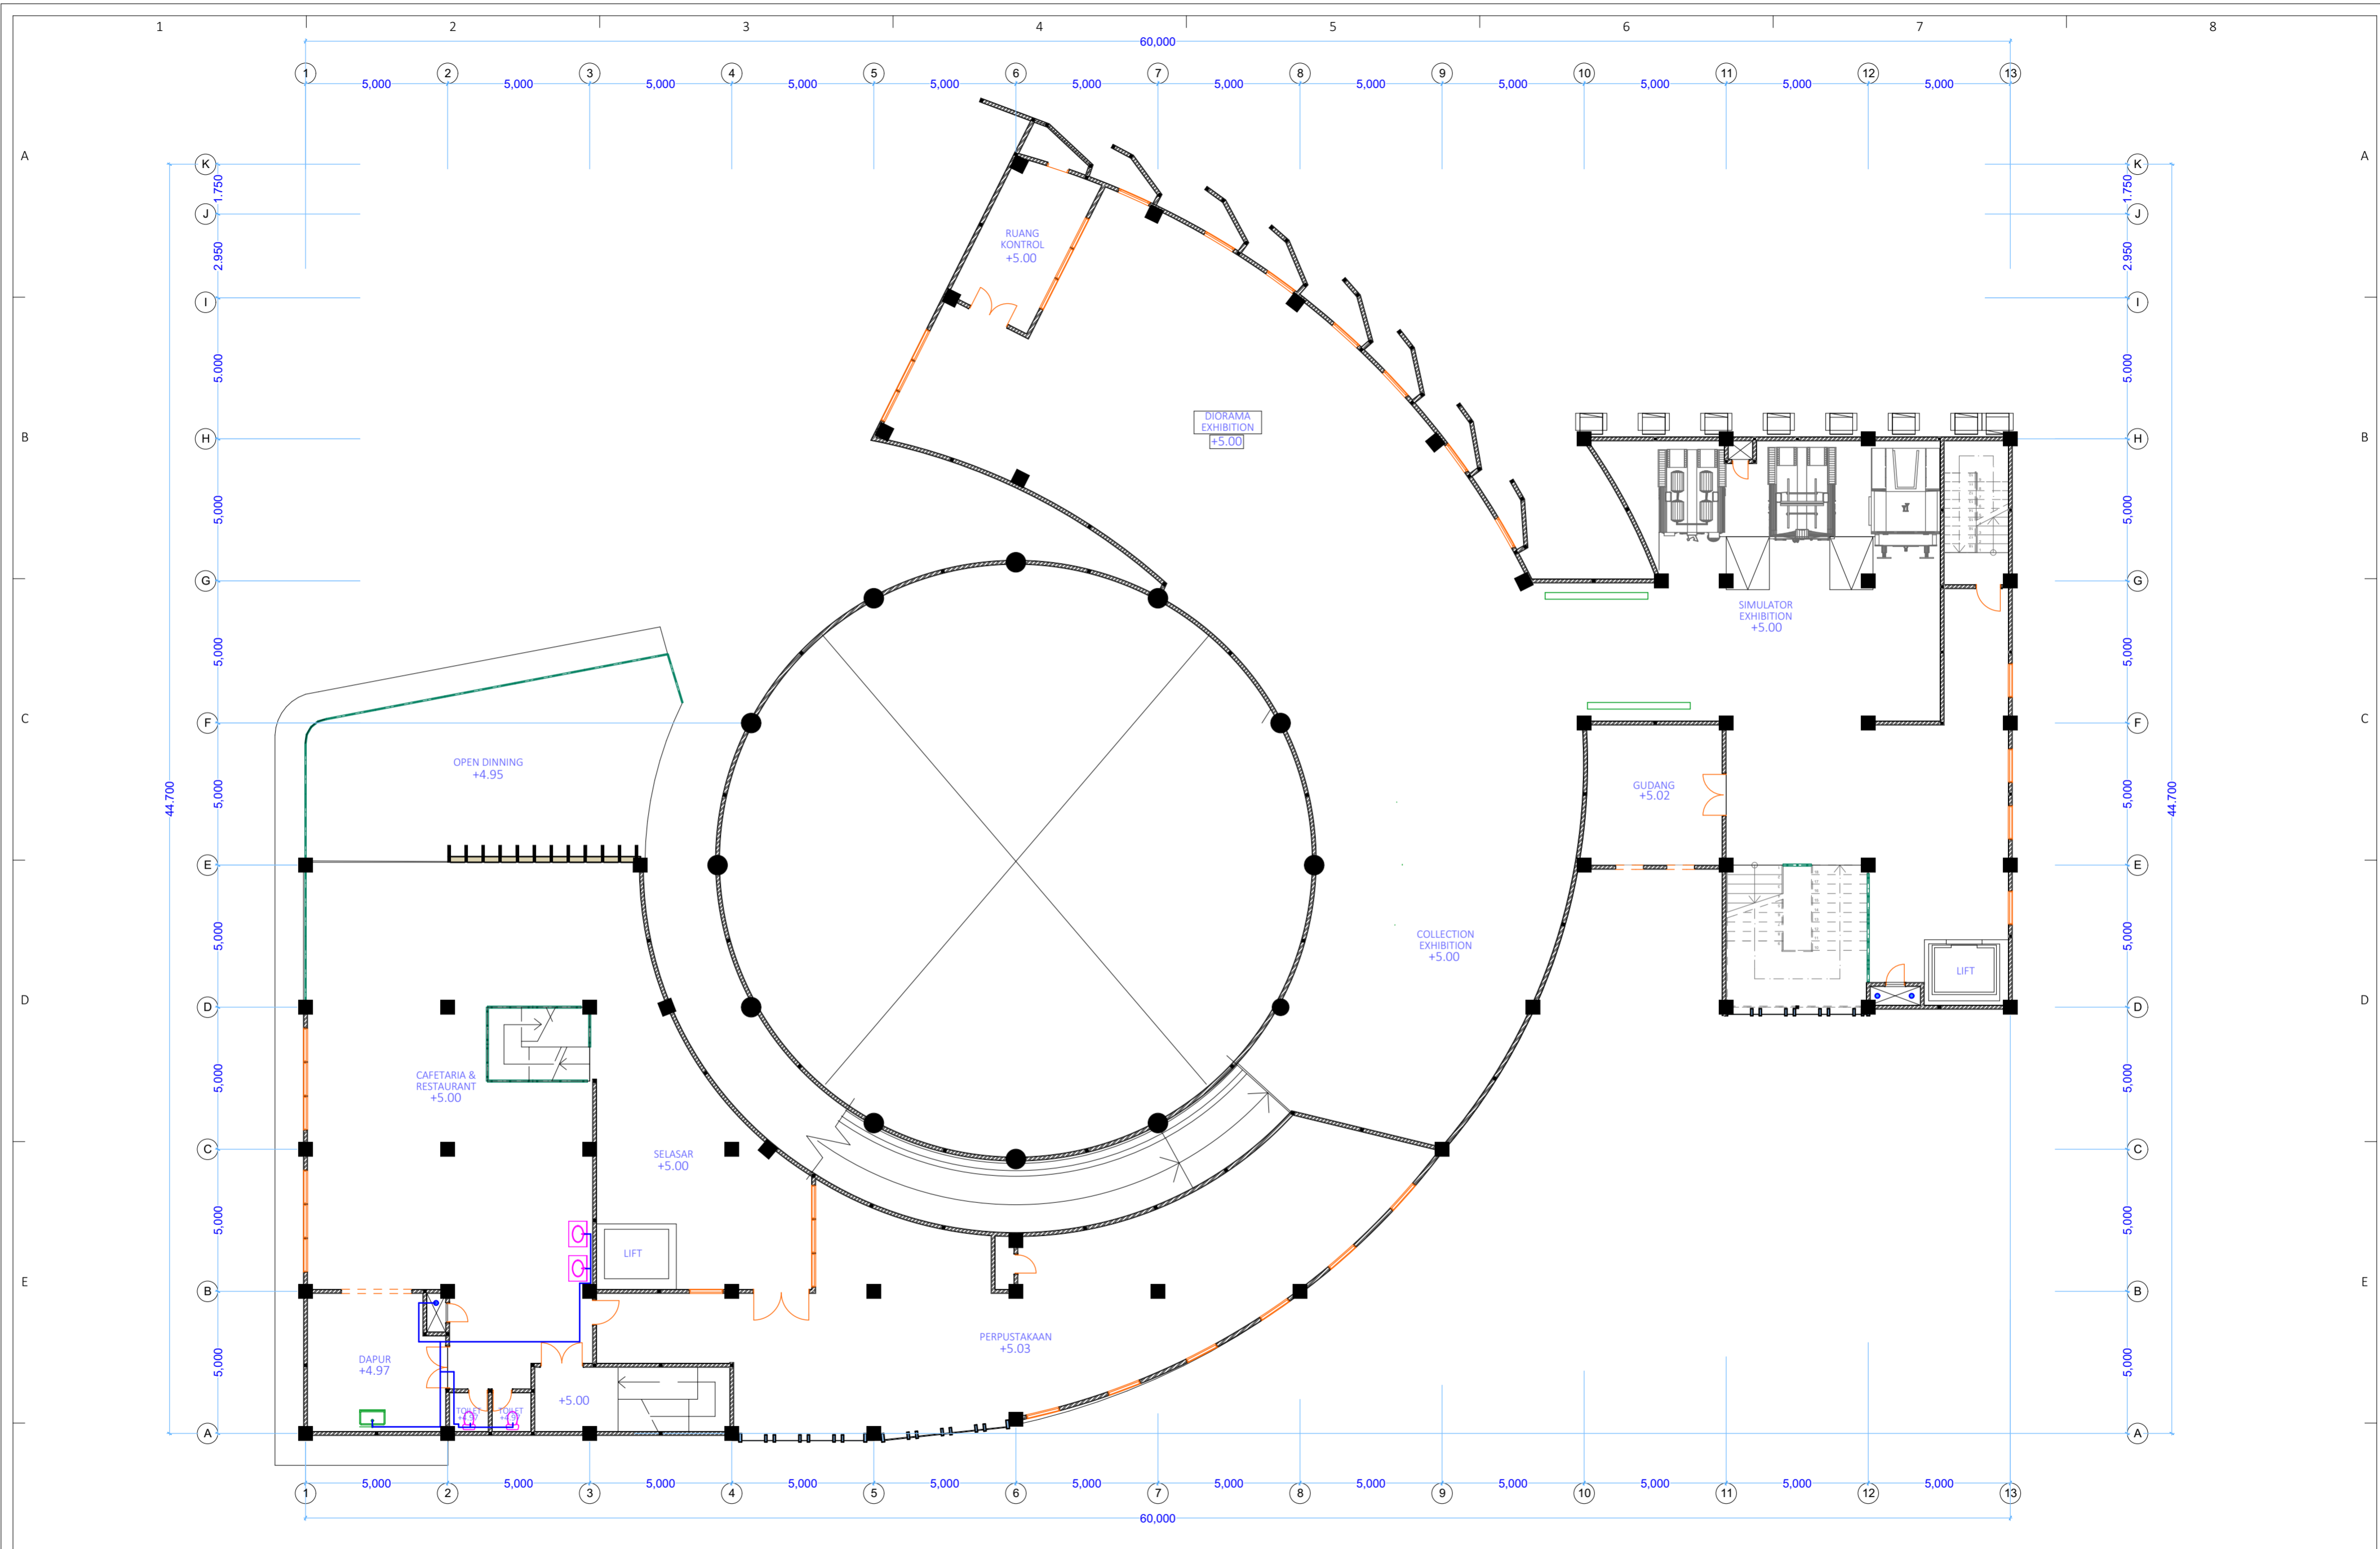 1 2 3 4 5 6 7 8
60,000
1 2 3 4 5 6 7 8 9 10 11 12 13
5,000 5,000 5,000 5,000 5,000 5,000 5,000 5,000 5,000 5,000 5,000 5,000
A
A
K
K
1.750
1.750
J
J
2.950
2.950
I
I
5.000
5.000
B
B
H
H
5,000
5,000
G
G
5,000
5,000
C
C
F
F
5,000
5,000
44.700
44.700
E
E
5,000
5,000
D
D
D
D
5,000
5,000
C
C
5,000
5,000
E
E
B
B
5,000
5,000
A
A
RUANG
KONTROL
+5.00
DIORAMA
EXHIBITION
+5.00
SIMULATOR
EXHIBITION
+5.00
OPEN DINNING
+4.95
GUDANG
+5.02
COLLECTION
EXHIBITION
+5.00
LIFT
CAFETARIA &
RESTAURANT
+5.00
SELASAR
+5.00
LIFT
PERPUSTAKAAN
+5.03
DAPUR
+4.97
+5.00
TOILET
+4.97
TOILET
+4.97
5,000 5,000 5,000 5,000 5,000 5,000 5,000 5,000 5,000 5,000 5,000 5,000
1 2 3 4 5 6 7 8 9 10 11 12 13
60,000